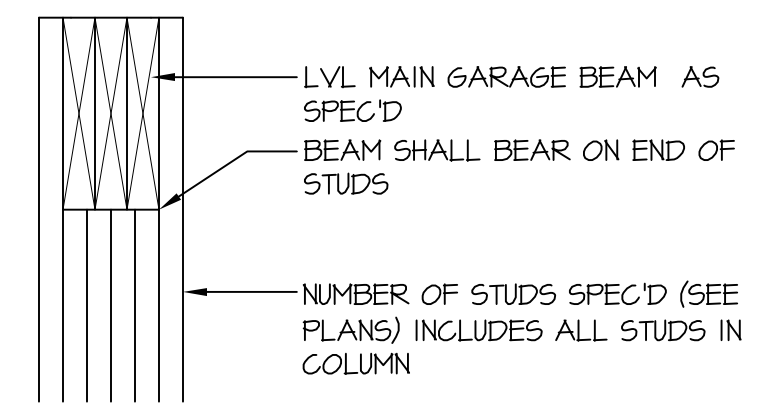 LVL MAIN GARAGE BEAM AS
SPEC'D
BEAM SHALL BEAR ON END OF
STUDS
NUMBER OF STUDS SPEC'D (SEE
PLANS) INCLUDES ALL STUDS IN
COLUMN